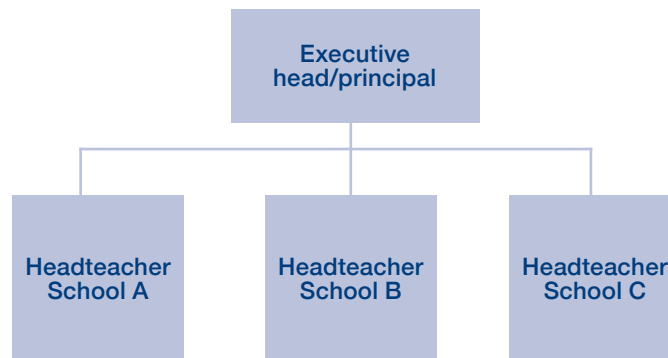 Executive
head/principal
Headteacher
School A
Headteacher
School B
Headteacher
School C